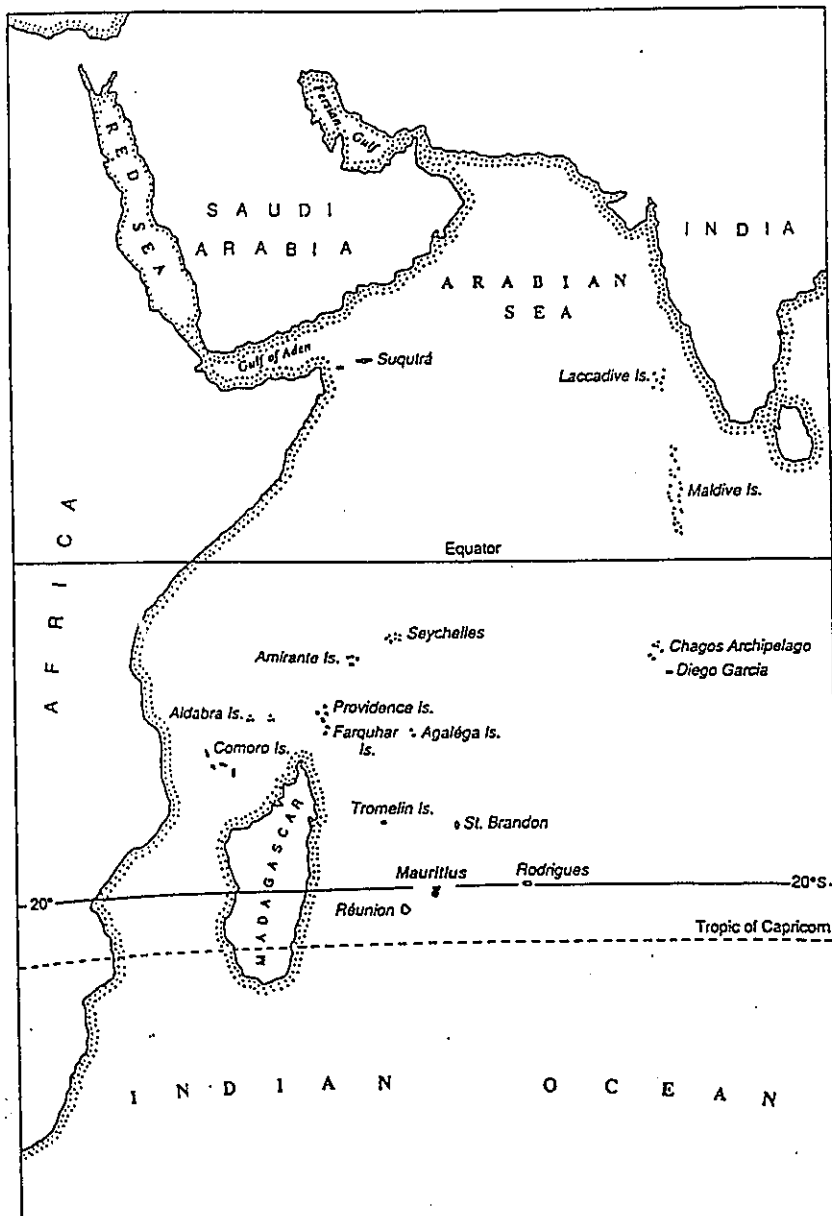 RED SEA
Persian Gulf
SAUDI
ARABIA
INDIA
ARABIAN
SEA
Gulf of Aden
Suquṭrá
Laccadive Is.
Maldive Is.
AFRICA
Equator
Seychelles
Amirante Is.
Chagos Archipelago
Diego Garcia
Aldabra Is.
Providence Is.
Farquhar
Is.
Agaléga Is.
Comoro Is.
Tromelin Is.
St. Brandon
MADAGASCAR
Mauritius
Rodrigues
20°
20°S
Réunion
Tropic of Capricorn
INDIAN OCEAN